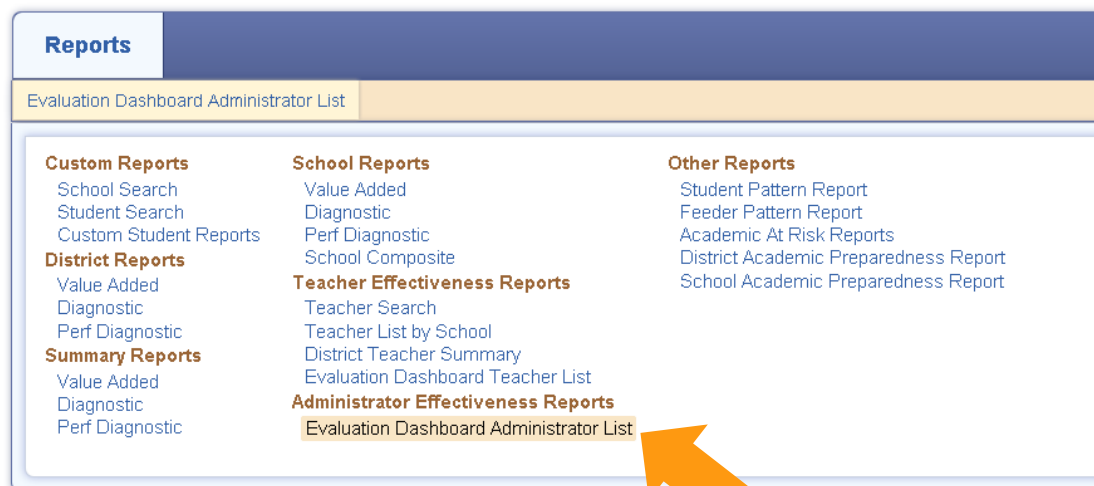 Reports
Evaluation Dashboard Administrator List
Custom Reports
School Search
Student Search
Custom Student Reports
District Reports
Value Added
Diagnostic
Perf Diagnostic
Summary Reports
Value Added
Diagnostic
Perf Diagnostic
School Reports
Value Added
Diagnostic
Perf Diagnostic
School Composite
Teacher Effectiveness Reports
Teacher Search
Teacher List by School
District Teacher Summary
Evaluation Dashboard Teacher List
Administrator Effectiveness Reports
Evaluation Dashboard Administrator List
Other Reports
Student Pattern Report
Feeder Pattern Report
Academic At Risk Reports
District Academic Preparedness Report
School Academic Preparedness Report